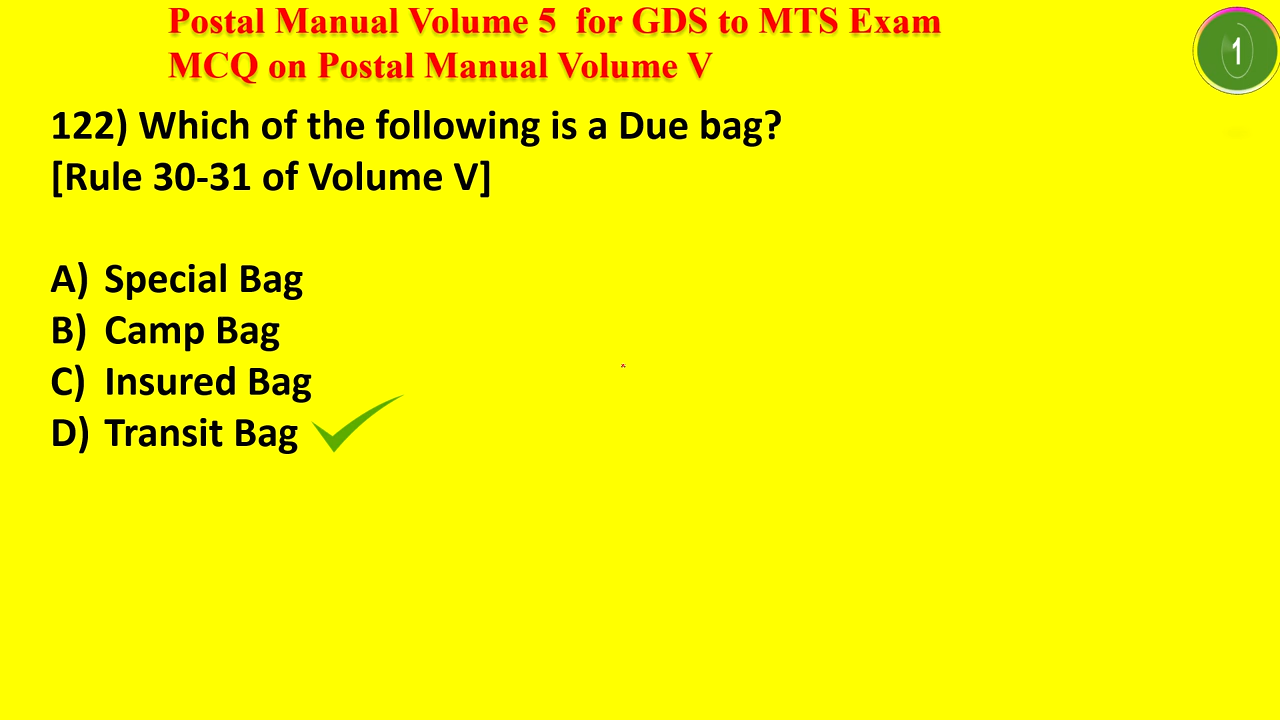 Postal Manual Volume 5 for GDS to MTS Exam
MCQ on Postal Manual Volume V
1
122) Which of the following is a Due bag?
[Rule 30-31 of Volume V]
A) Special Bag
B) Camp Bag
C) Insured Bag
D) Transit Bag